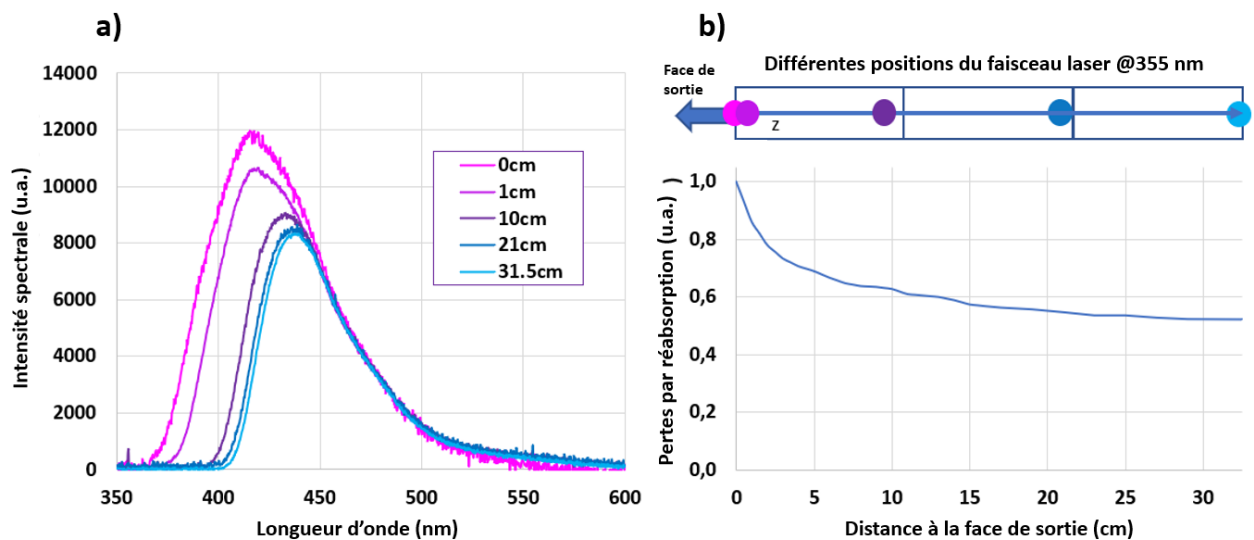 a)
14000
12000
10000
8000
6000
4000
2000
0
350
400
450
500
550
600
Intensité spectrale (u.a.)
Longueur d’onde (nm)
0cm
1cm
10cm
21cm
31.5cm
b)
Différentes positions du faisceau laser @355 nm
Face de
sortie
z
1,0
0,8
0,6
0,4
0,2
0,0
0
5
10
15
20
25
30
Pertes par réabsorption (u.a.) )
Distance à la face de sortie (cm)